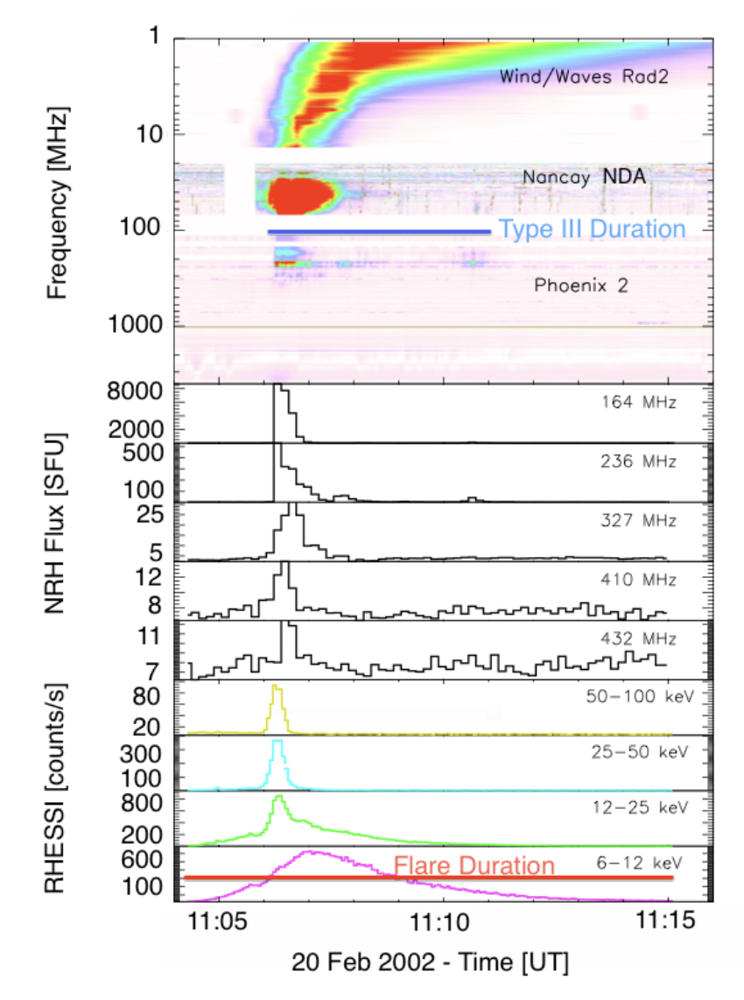 1
Wind/Waves Rad2
10
Nancay NDA
100
Type III Duration
Phoenix 2
1000
Frequency [MHz]
8000
164 MHz
2000
500
236 MHz
100
25
327 MHz
5
12
410 MHz
8
11
432 MHz
7
NRH Flux [SFU]
80
50-100 keV
20
300
25-50 keV
100
800
12-25 keV
200
600
Flare Duration
6-12 keV
100
RHESSI [counts/s]
11:05
11:10
11:15
20 Feb 2002 - Time [UT]